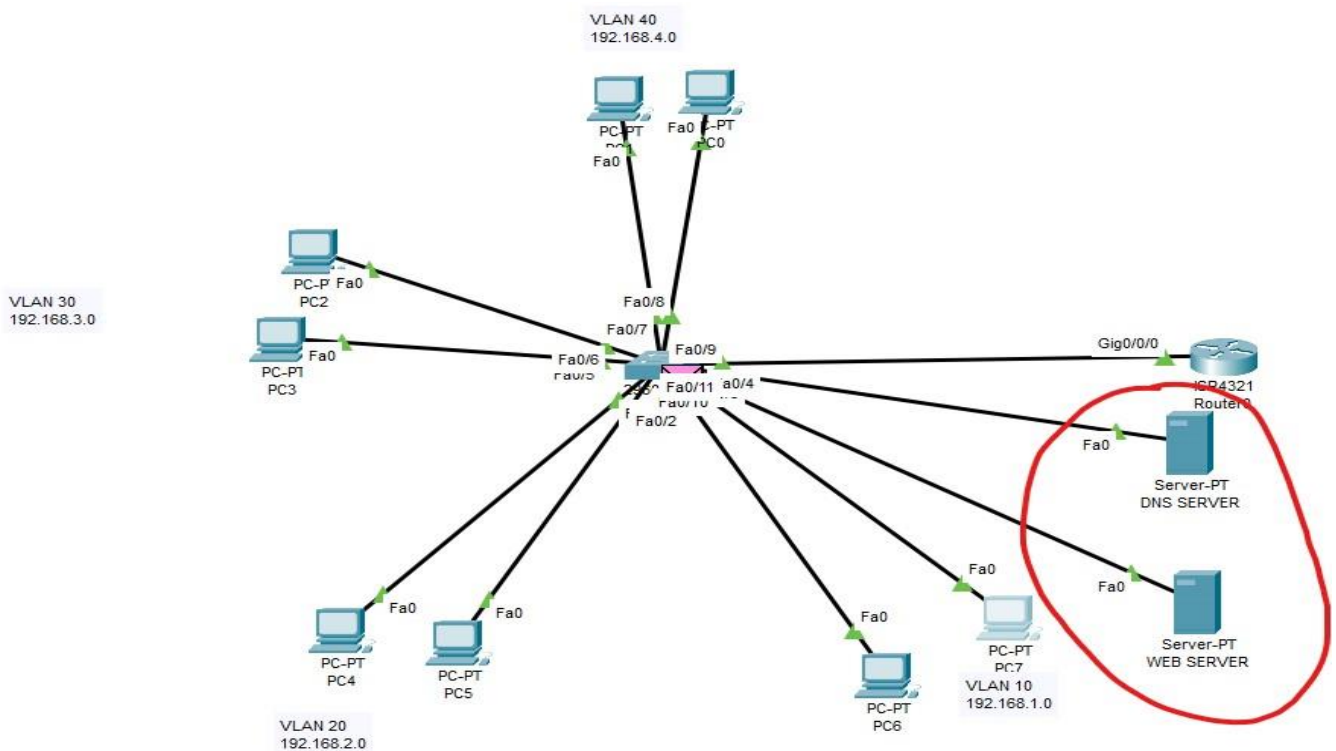 VLAN 40
192.168.4.0
PC-PT
Fa0
Fa0
PC0
PC-PT
PC2
Fa0
VLAN 30
192.168.3.0
PC3
Fa0
Fa0/8
Fa0/7
Fa0/9
Fa0/6
Fa0/5
Fa0/11
Fa0/10
Fa0/2
Gig0/0/0
ISR4321
Router0
Fa0
Server-PT
DNS SERVER
Fa0
Server-PT
WEB SERVER
Fa0
PC-PT
PC4
Fa0
PC-PT
PC5
Fa0
PC-PT
PC6
Fa0
PC-PT
PC7
VLAN 10
192.168.1.0
VLAN 20
192.168.2.0